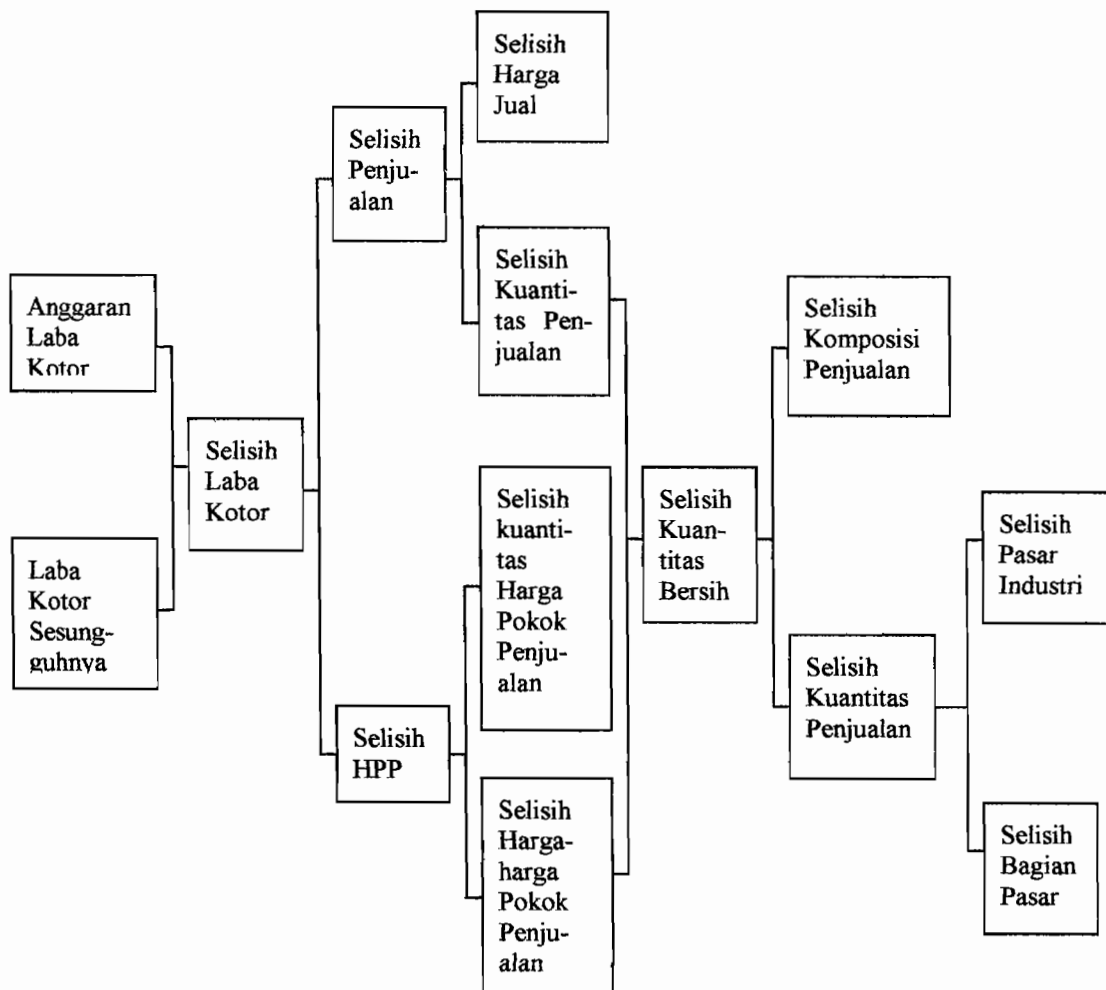 Anggaran
Laba
Kotor
Laba
Kotor
Sesung-
guhnya
Selisih
Laba
Kotor
Selisih
Penju-
alan
Selisih
HPP
Selisih
Harga
Jual
Selisih
Kuanti-
tas Pen-
jualan
Selisih
kuanti-
tas
Harga
Pokok
Penju-
alan
Selisih
Harga-
harga
Pokok
Penju-
alan
Selisih
Kuan-
titas
Bersih
Selisih
Komposisi
Penjualan
Selisih
Kuantitas
Penjualan
Selisih
Pasar
Industri
Selisih
Bagian
Pasar